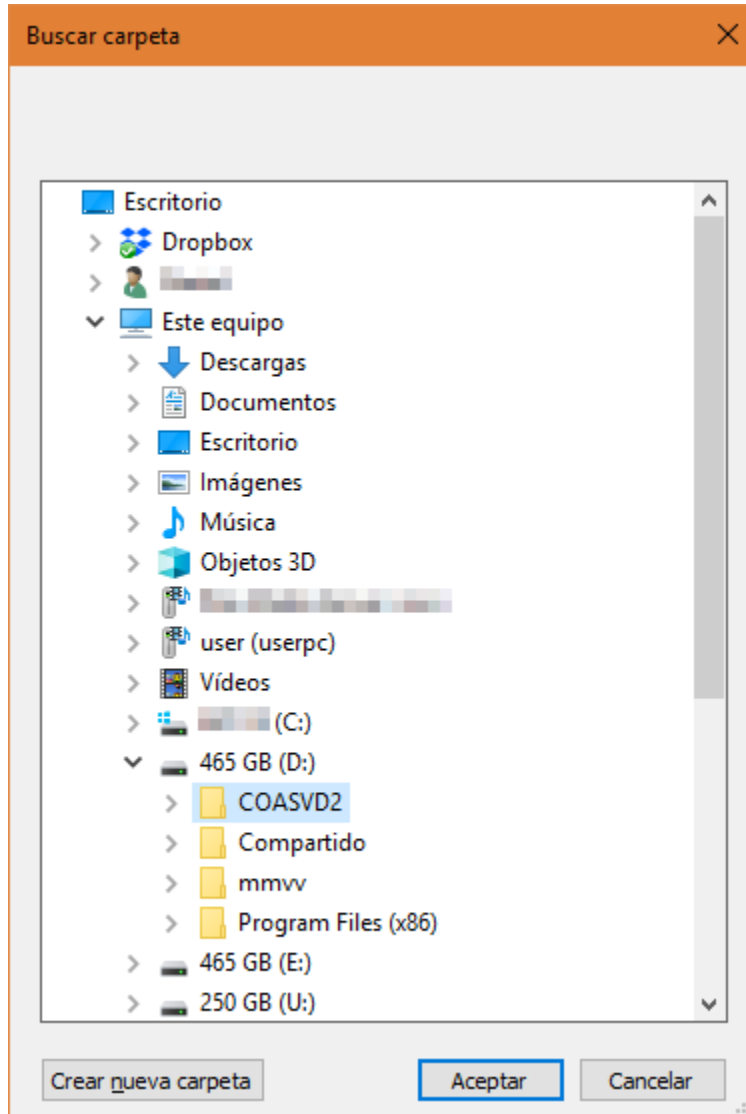 Buscar carpeta
Escritorio
Dropbox
Este equipo
Descargas
Documentos
Escritorio
Imágenes
Música
Objetos 3D
user (userpc)
Vídeos
(C:)
465 GB (D:)
COASVD2
Compartido
mmvv
Program Files (x86)
465 GB (E:)
250 GB (U:)
Crear nueva carpeta
Aceptar
Cancelar